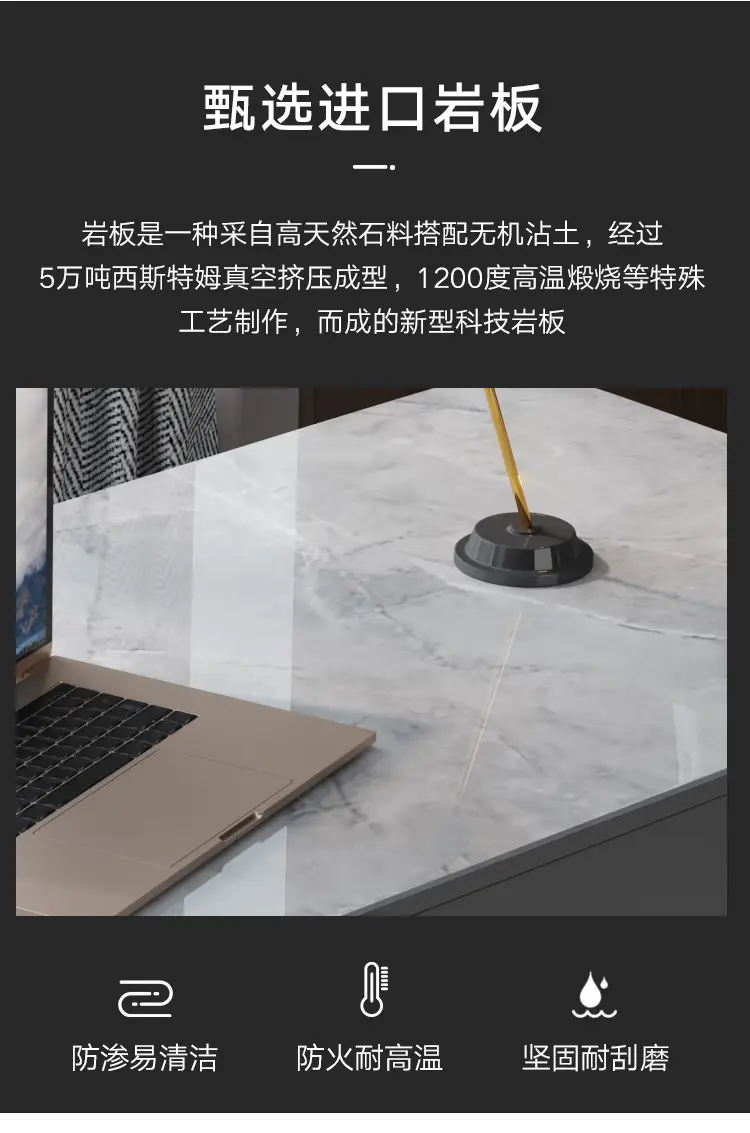 甄选进口岩板
岩板是一种采自高天然石料搭配无机沾土，经过
5万吨西斯特姆真空挤压成型，1200度高温煅烧等特殊
工艺制作，而成的新型科技岩板
防渗易清洁
防火耐高温
坚固耐刮磨